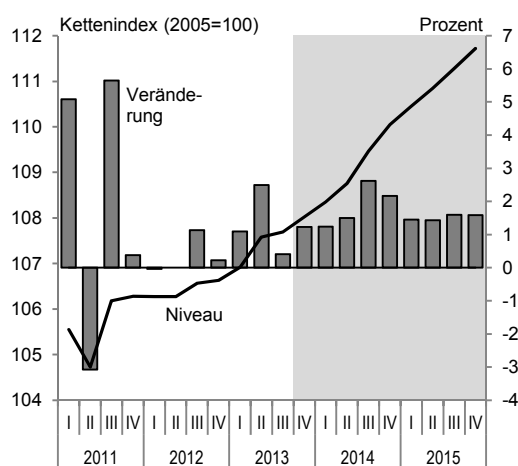 Kettenindex (2005=100) Prozent
112 7
111 6
5
110 4
Verände-
rung
109 3
2
108 1
107 0
106 -1
Niveau
-2
105 -3
104 -4
I II III IV I II III IV I II III IV I II III IV I II III IV
2011 2012 2013 2014 2015